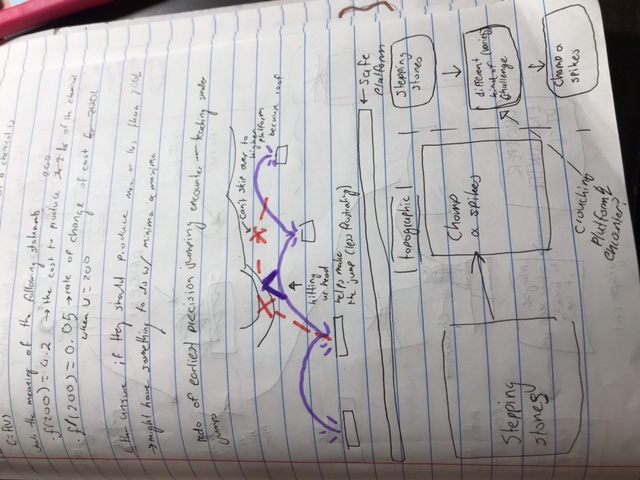 C=f(v)
of a chemical
the meaning of the following statements
• f(200) = 4.2 → the cost to produce 200 of the chemical
• f'(200) = 0.05 → rate of change of cost
when v = 200
unsure if they should produce more or less than 200L
→ might have something to do w/ minima & maxima
redo of earliest precision jumping encounter — teaching smaller
jumps
can't skip over to
higher
platform
because roof
hitting
ur head
helps make
the jump (less frustrating)
← Safe
platform
topographic
Stepping
stones
Chomp
& spikes
Stepping
stones
different
kind of
challenge
(variety)
Chomp &
spikes
Crouching
platform
encounter?